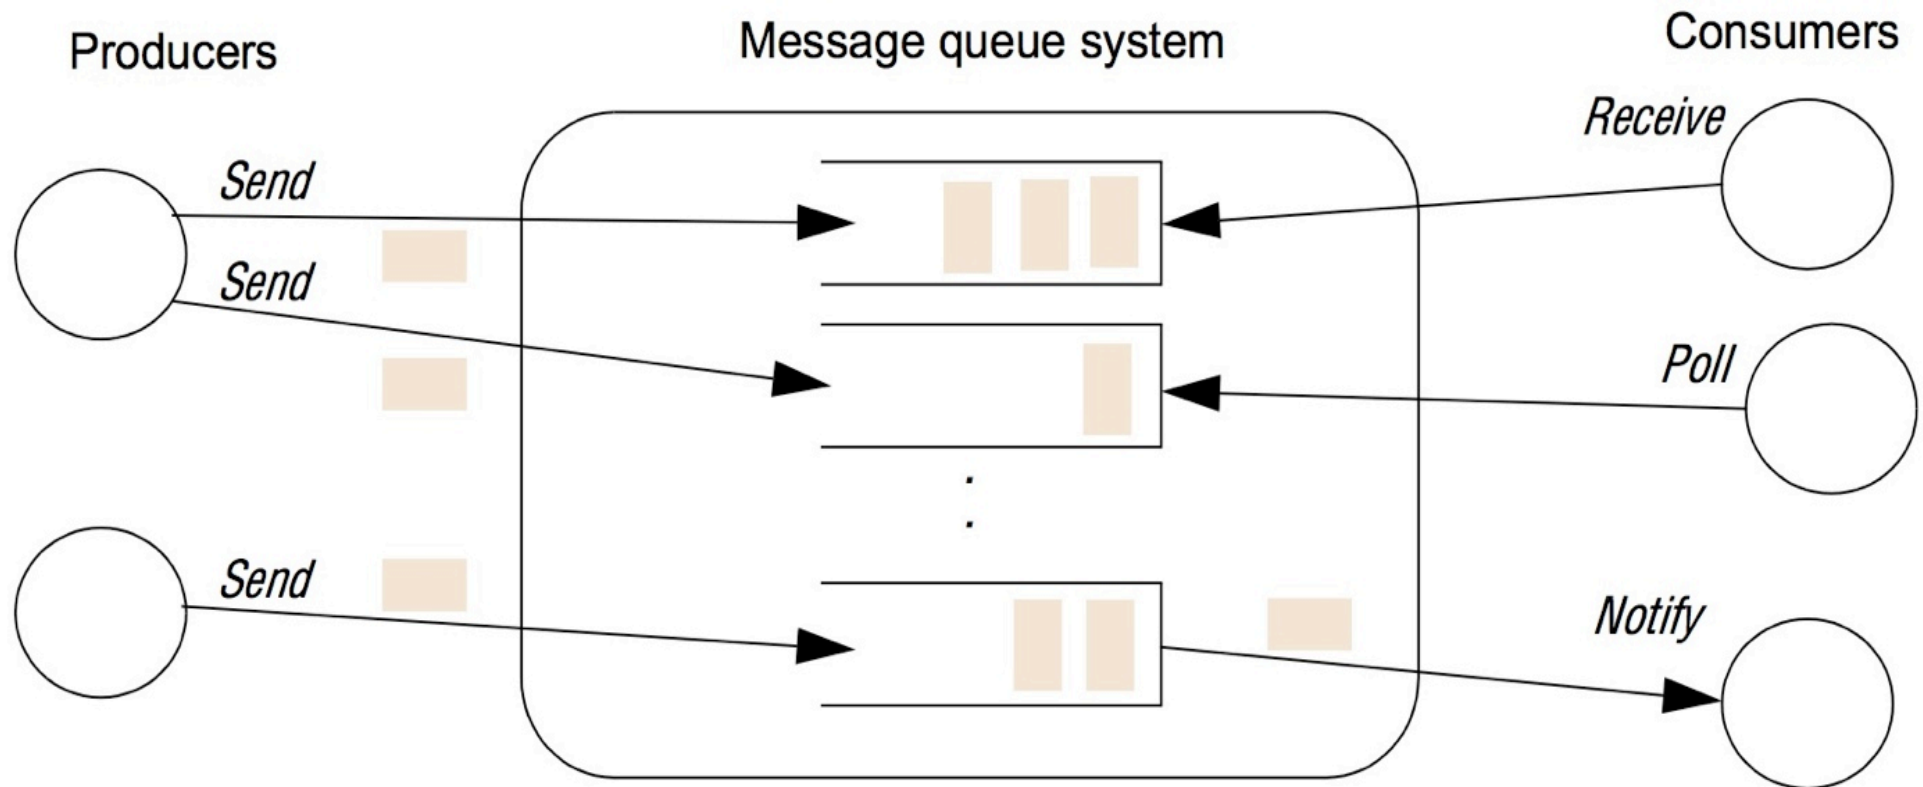 Producers
Message queue system
Consumers
Send
Receive
Send
Poll
Send
Notify